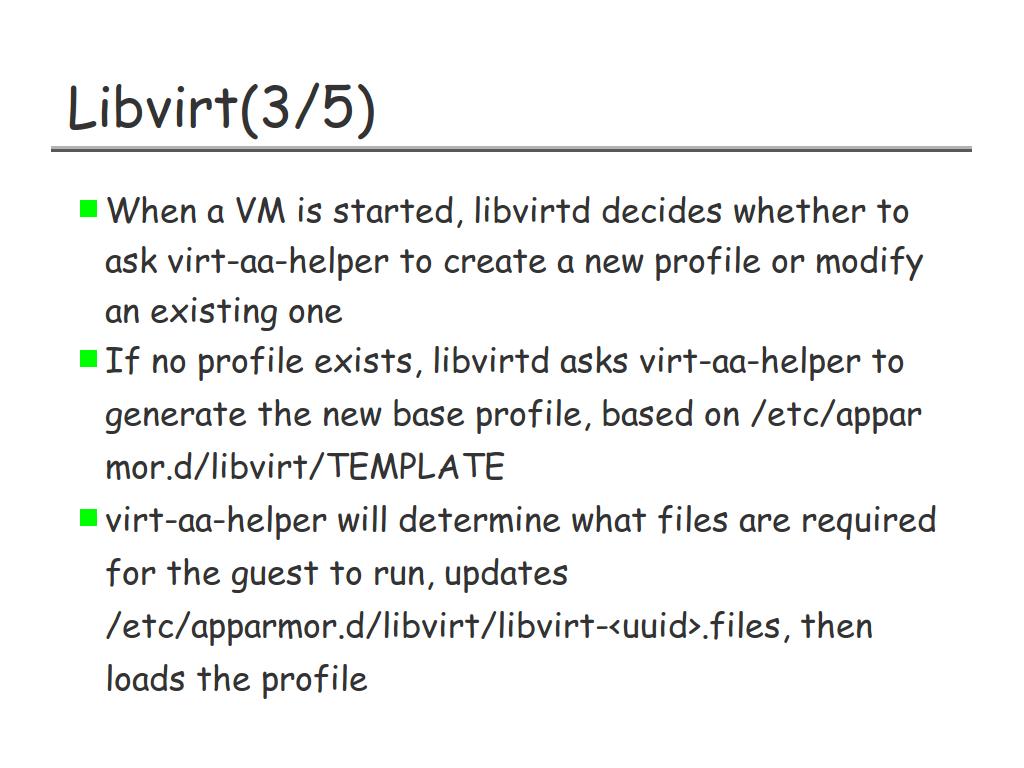 Libvirt(3/5)
When a VM is started, libvirtd decides whether to
ask virt-aa-helper to create a new profile or modify
an existing one
If no profile exists, libvirtd asks virt-aa-helper to
generate the new base profile, based on /etc/appar
mor.d/libvirt/TEMPLATE
virt-aa-helper will determine what files are required
for the guest to run, updates
/etc/apparmor.d/libvirt/libvirt-<uuid>.files, then
loads the profile